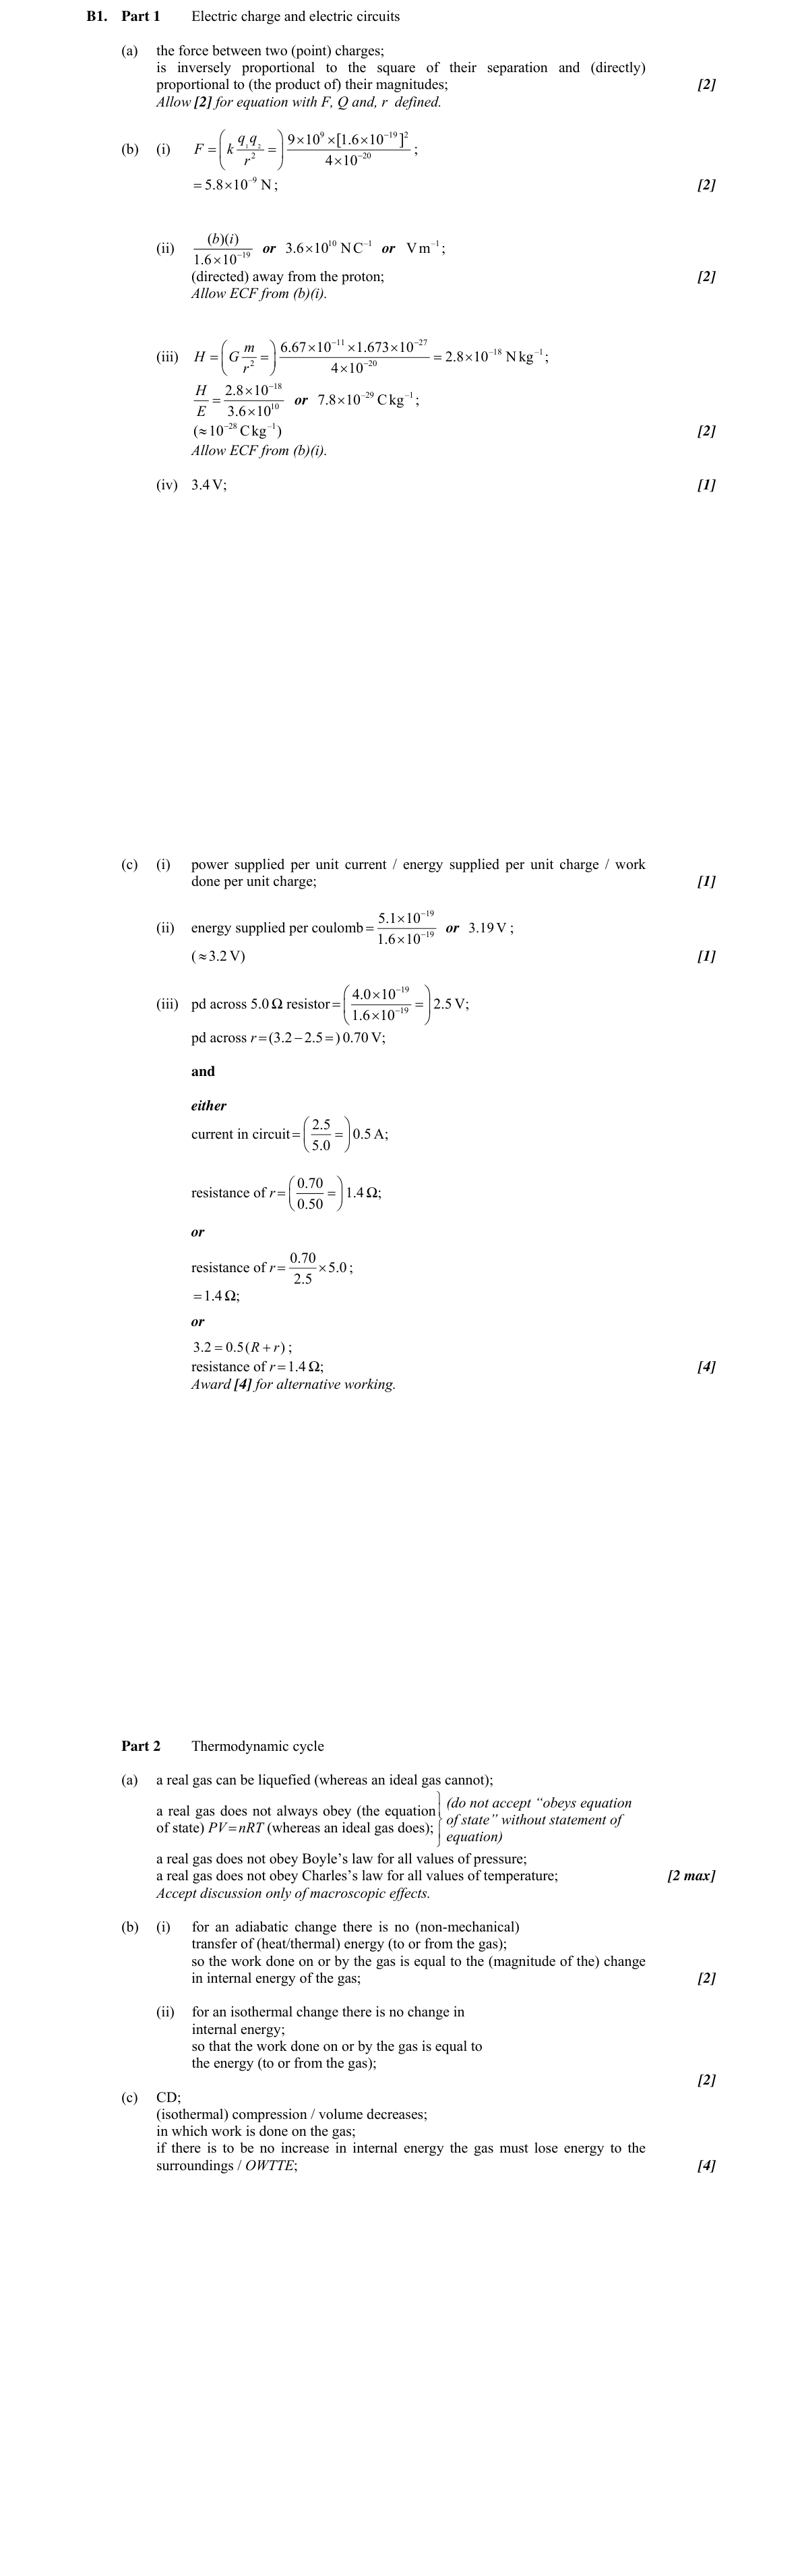 B1. Part 1 Electric charge and electric circuits
(a) the force between two (point) charges;
is inversely proportional to the square of their separation and (directly)
proportional to (the product of) their magnitudes; [2]
Allow [2] for equation with F, Q and, r defined.
(b) (i) F = (k q₁q₂/r² =) 9×10⁹×[1.6×10⁻¹⁹]²/4×10⁻²⁰ ;
= 5.8×10⁻⁹ N ; [2]
(ii) (b)(i)/1.6×10⁻¹⁹ or 3.6×10¹⁰ N C⁻¹ or V m⁻¹ ;
(directed) away from the proton; [2]
Allow ECF from (b)(i).
(iii) H = (G m/r² =) 6.67×10⁻¹¹×1.673×10⁻²⁷/4×10⁻²⁰ = 2.8×10⁻¹⁸ N kg⁻¹ ;
H/E = 2.8×10⁻¹⁸/3.6×10¹⁰ or 7.8×10⁻²⁹ C kg⁻¹ ;
(≈10⁻²⁸ C kg⁻¹) [2]
Allow ECF from (b)(i).
(iv) 3.4 V; [1]
(c) (i) power supplied per unit current / energy supplied per unit charge / work
done per unit charge; [1]
(ii) energy supplied per coulomb = 5.1×10⁻¹⁹/1.6×10⁻¹⁹ or 3.19 V ;
(≈3.2 V) [1]
(iii) pd across 5.0 Ω resistor = (4.0×10⁻¹⁹/1.6×10⁻¹⁹ =) 2.5 V;
pd across r = (3.2 − 2.5 =) 0.70 V;
and
either
current in circuit = (2.5/5.0 =) 0.5 A;
resistance of r = (0.70/0.50 =) 1.4 Ω;
or
resistance of r = 0.70/2.5 × 5.0 ;
= 1.4 Ω;
or
3.2 = 0.5(R + r) ;
resistance of r = 1.4 Ω; [4]
Award [4] for alternative working.
Part 2 Thermodynamic cycle
(a) a real gas can be liquefied (whereas an ideal gas cannot);
a real gas does not always obey (the equation
of state) PV = nRT (whereas an ideal gas does);
(do not accept “obeys equation
of state” without statement of
equation)
a real gas does not obey Boyle’s law for all values of pressure;
a real gas does not obey Charles’s law for all values of temperature; [2 max]
Accept discussion only of macroscopic effects.
(b) (i) for an adiabatic change there is no (non-mechanical)
transfer of (heat/thermal) energy (to or from the gas);
so the work done on or by the gas is equal to the (magnitude of the) change
in internal energy of the gas; [2]
(ii) for an isothermal change there is no change in
internal energy;
so that the work done on or by the gas is equal to
the energy (to or from the gas);
[2]
(c) CD;
(isothermal) compression / volume decreases;
in which work is done on the gas;
if there is to be no increase in internal energy the gas must lose energy to the
surroundings / OWTTE; [4]